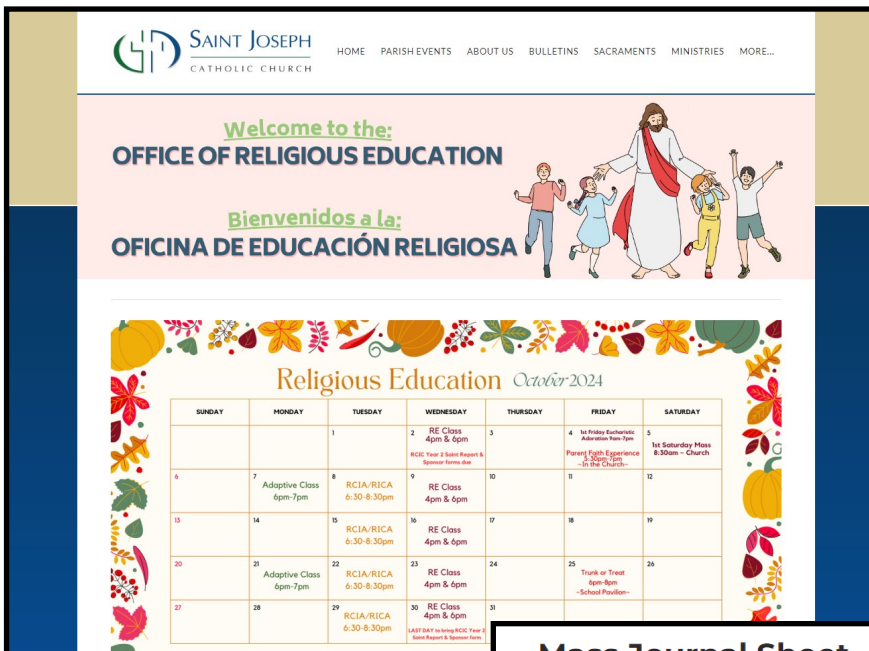 SAINT JOSEPH
CATHOLIC CHURCH
HOME PARISH EVENTS ABOUT US BULLETINS SACRAMENTS MINISTRIES MORE...
Welcome to the:
OFFICE OF RELIGIOUS EDUCATION
Bienvenidos a la:
OFICINA DE EDUCACIÓN RELIGIOSA
Religious Education October 2024
SUNDAY MONDAY TUESDAY WEDNESDAY THURSDAY FRIDAY SATURDAY
1
2 RE Class
4pm & 6pm
RCIC Year 2 Saint Report &
Sponsor forms due
3
4 1st Friday Eucharistic
Adoration 9am-7pm
Parent Faith Experience
5:30pm-7pm
~In the Church~
5
1st Saturday Mass
8:30am ~ Church
6
7
Adaptive Class
6pm-7pm
8
RCIA/RICA
6:30-8:30pm
9
RE Class
4pm & 6pm
10
11
12
13
14
15
RCIA/RICA
6:30-8:30pm
16
RE Class
4pm & 6pm
17
18
19
20
21
Adaptive Class
6pm-7pm
22
RCIA/RICA
6:30-8:30pm
23
RE Class
4pm & 6pm
24
25
Trunk or Treat
6pm-8pm
~School Pavilion~
26
27
28
29
RCIA/RICA
6:30-8:30pm
30 RE Class
4pm & 6pm
LAST DAY to bring RCIC Year 2
Saint Report & Sponsor form
31
Mass Journal Sheet